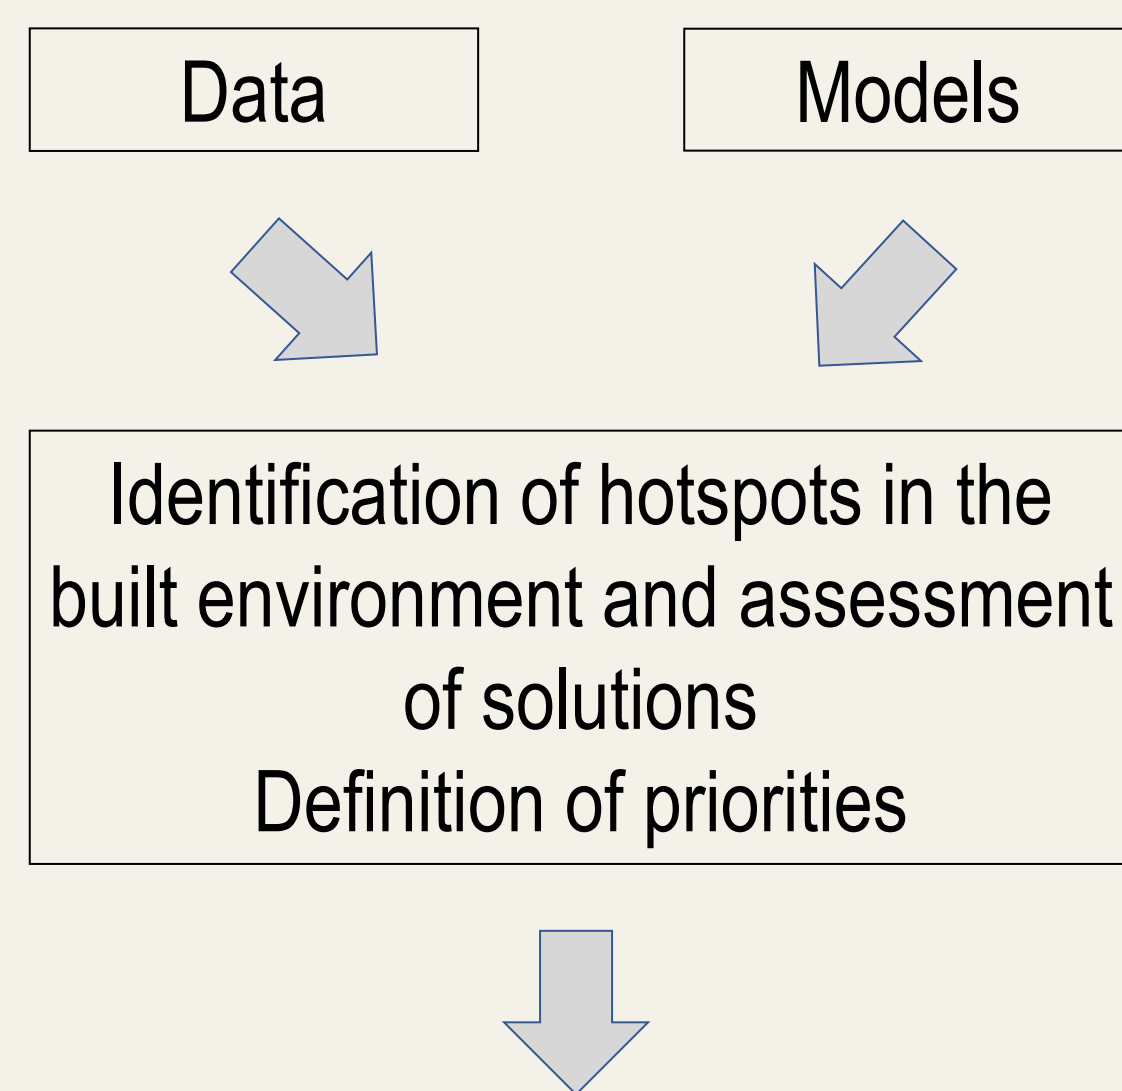 Data
Models
Identification of hotspots in the
built environment and assessment
of solutions
Definition of priorities